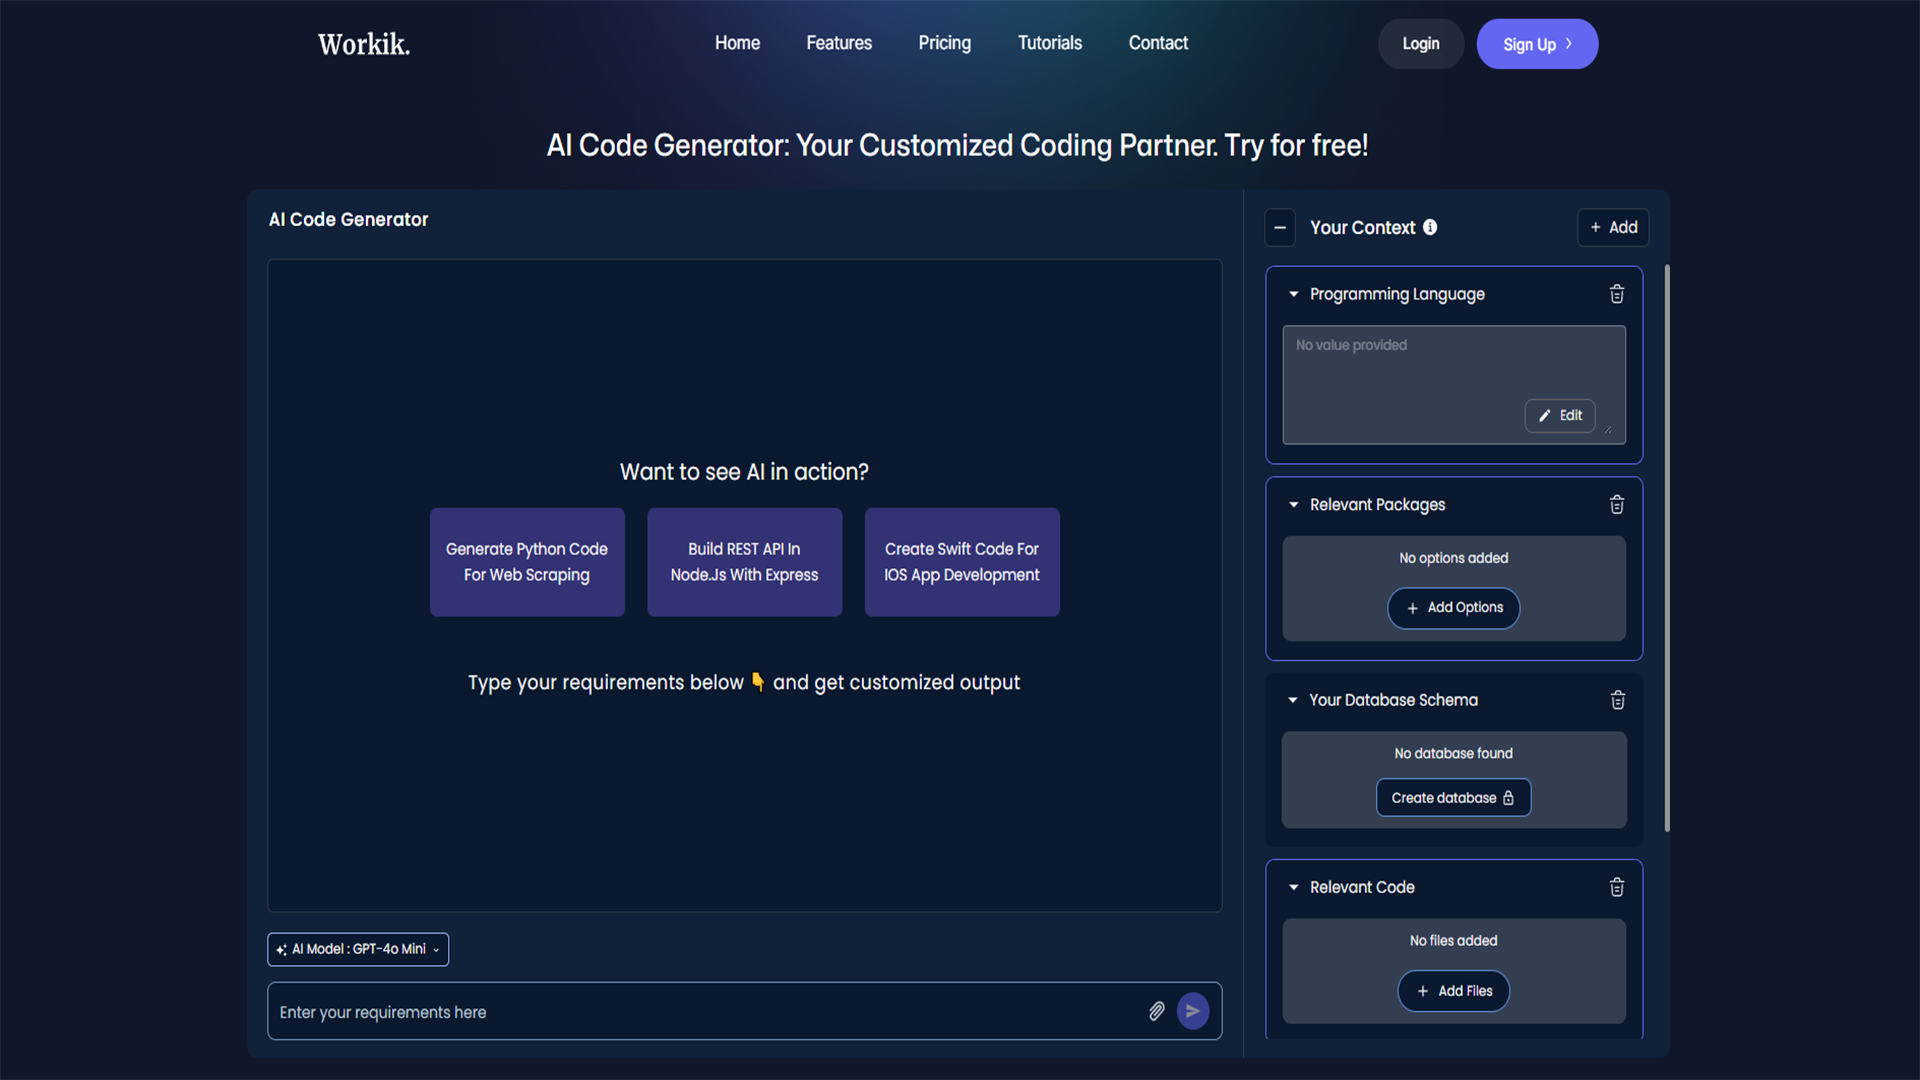 Workik.
Home
Features
Pricing
Tutorials
Contact
Login
Sign Up
AI Code Generator: Your Customized Coding Partner. Try for free!
AI Code Generator
Want to see AI in action?
Generate Python Code
For Web Scraping
Build REST API In
Node.Js With Express
Create Swift Code For
IOS App Development
Type your requirements below 👇 and get customized output
AI Model : GPT-4o Mini
Enter your requirements here
Your Context
+ Add
Programming Language
No value provided
Edit
Relevant Packages
No options added
+ Add Options
Your Database Schema
No database found
Create database
Relevant Code
No files added
+ Add Files